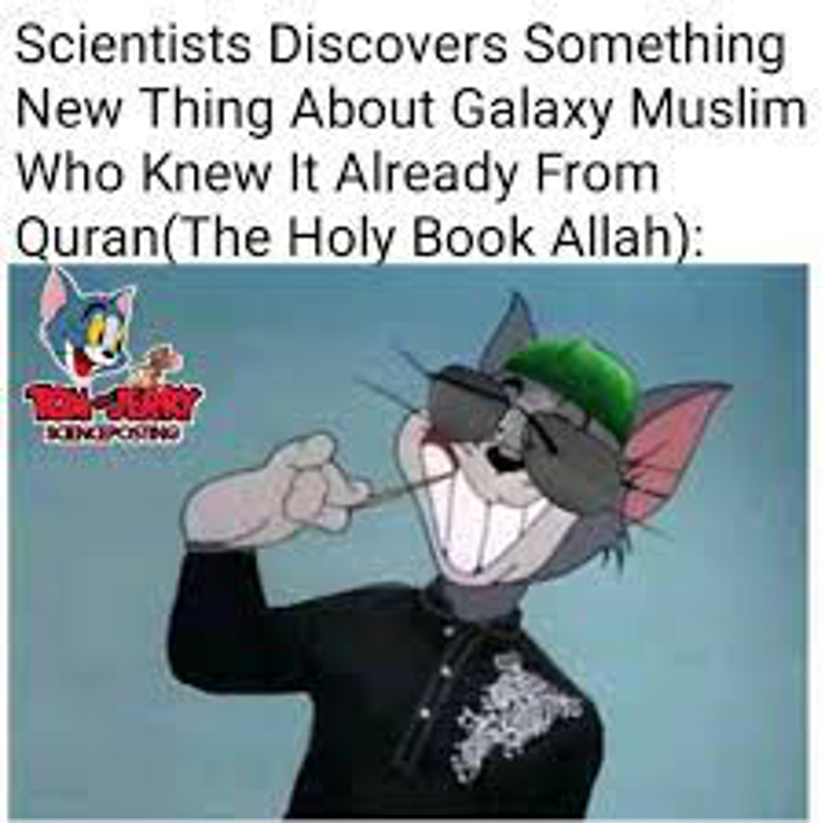 Scientists Discovers Something
New Thing About Galaxy Muslim
Who Knew It Already From
Quran(The Holy Book Allah):
TOM AND JERRY
SCIENCEPOSTING